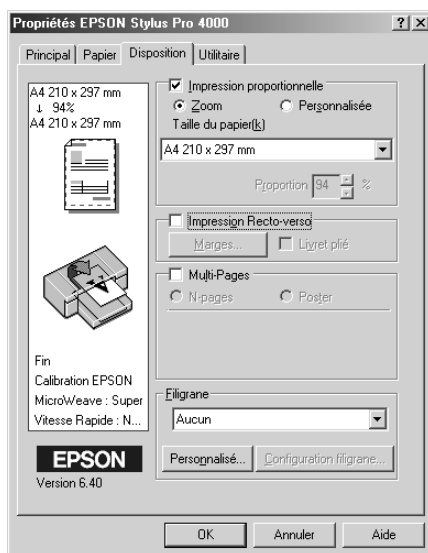 Propriétés EPSON Stylus Pro 4000
Principal Papier Disposition Utilitaire
A4 210 x 297 mm
↓ 94%
A4 210 x 297 mm
Fin
Calibration EPSON
MicroWeave : Super
Vitesse Rapide : N...
EPSON
Version 6.40
Impression proportionnelle
Zoom Personnalisée
Taille du papier(k)
A4 210 x 297 mm
Proportion 94 %
Impression Recto-verso
Marges... Livret plié
Multi-Pages
N-pages Poster
Filigrane
Aucun
Personnalisé... Configuration filigrane...
OK Annuler Aide